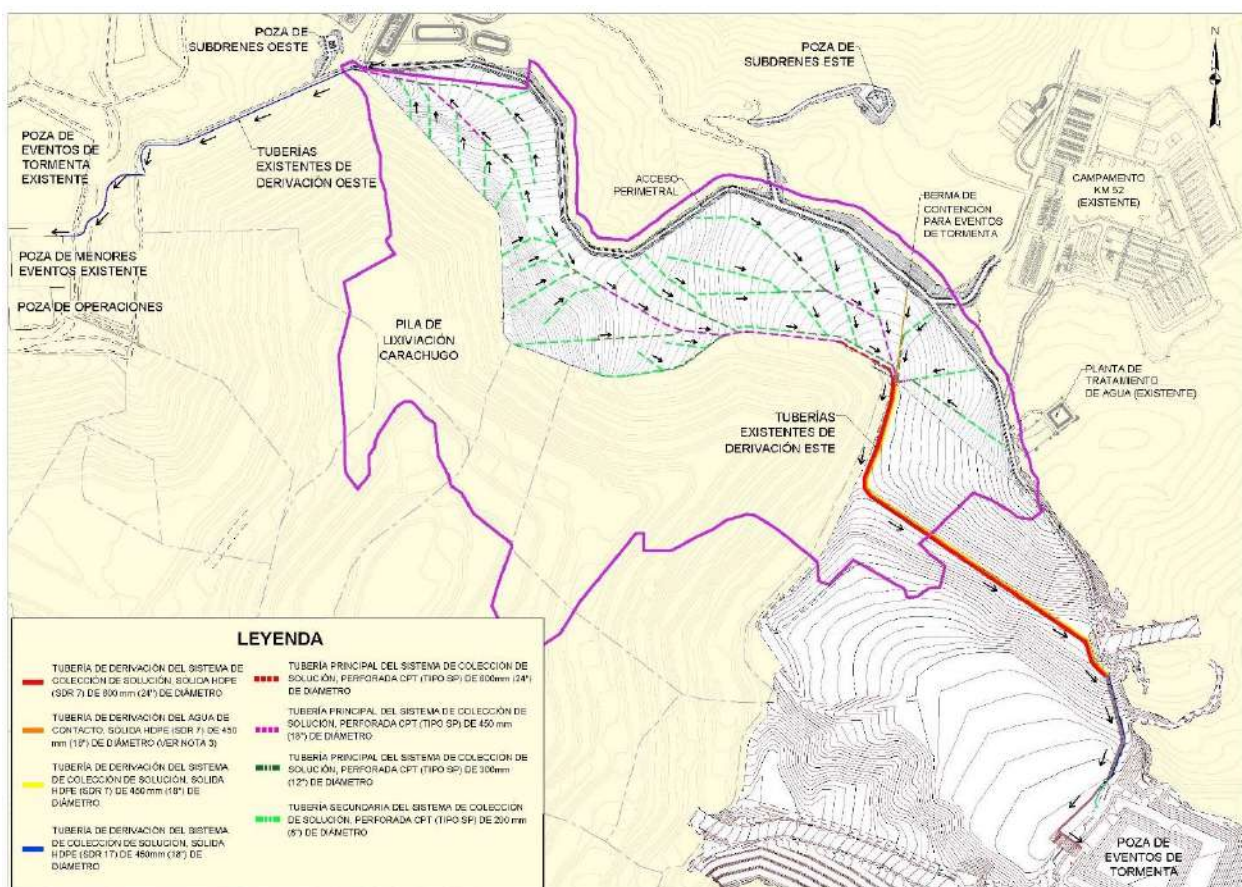 POZA DE
SUBDRENES OESTE
POZA DE
SUBDRENES ESTE
N
POZA DE
EVENTOS DE
TORMENTA
EXISTENTE
TUBERÍAS
EXISTENTES DE
DERIVACIÓN OESTE
ACCESO
PERIMETRAL
BERMA DE
CONTENCIÓN
PARA EVENTOS
DE TORMENTA
CAMPAMENTO
KM 52
(EXISTENTE)
POZA DE MENORES
EVENTOS EXISTENTE
POZA DE OPERACIONES
PILA DE
LIXIVIACIÓN
CARACHUGO
PLANTA DE
TRATAMIENTO
DE AGUA (EXISTENTE)
TUBERÍAS
EXISTENTES DE
DERIVACIÓN ESTE
POZA DE
EVENTOS DE
TORMENTA
LEYENDA
TUBERÍA DE DERIVACIÓN DEL SISTEMA DE
COLECCIÓN DE SOLUCIÓN, SOLIDA HDPE
(SDR 7) DE 600 mm (24") DE DIÁMETRO
TUBERÍA DE DERIVACIÓN DEL AGUA DE
CONTACTO, SOLIDA HDPE (SDR 7) DE 450
mm (18") DE DIÁMETRO (VER NOTA 3)
TUBERÍA DE DERIVACIÓN DEL SISTEMA
DE COLECCIÓN DE SOLUCIÓN, SOLIDA
HDPE (SDR 7) DE 450 mm (18") DE
DIÁMETRO
TUBERÍA DE DERIVACIÓN DEL SISTEMA
DE COLECCIÓN DE SOLUCIÓN, SOLIDA
HDPE (SDR 17) DE 450mm (18") DE
DIÁMETRO
TUBERÍA PRINCIPAL DEL SISTEMA DE COLECCIÓN DE
SOLUCIÓN, PERFORADA CPT (TIPO SP) DE 600mm (24")
DE DIÁMETRO
TUBERÍA PRINCIPAL DEL SISTEMA DE COLECCIÓN DE
SOLUCIÓN, PERFORADA CPT (TIPO SP) DE 450 mm
(18") DE DIÁMETRO
TUBERÍA PRINCIPAL DEL SISTEMA DE COLECCIÓN DE
SOLUCIÓN, PERFORADA CPT (TIPO SP) DE 300mm
(12") DE DIÁMETRO
TUBERÍA SECUNDARIA DEL SISTEMA DE COLECCIÓN
DE SOLUCIÓN, PERFORADA CPT (TIPO SP) DE 200 mm
(8") DE DIÁMETRO